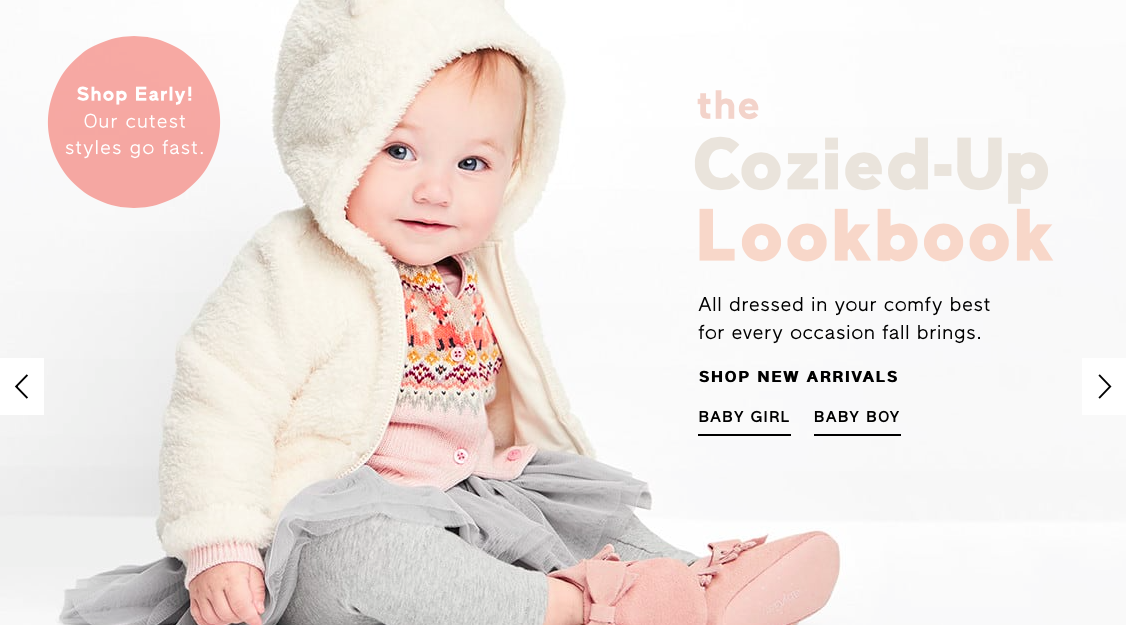 Shop Early!
Our cutest
styles go fast.
the
Cozied-Up
Lookbook
All dressed in your comfy best
for every occasion fall brings.
SHOP NEW ARRIVALS
BABY GIRL BABY BOY